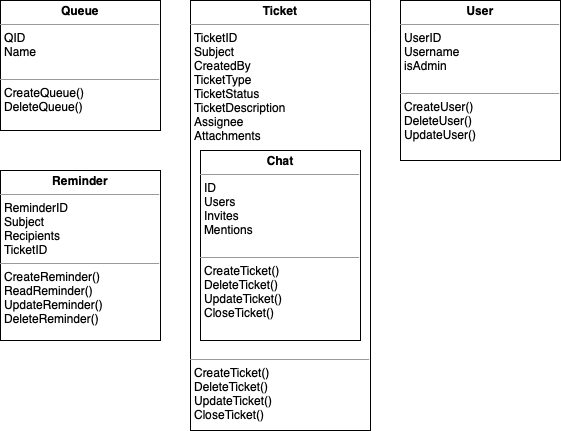 Queue
QID
Name
CreateQueue()
DeleteQueue()
Ticket
TicketID
Subject
CreatedBy
TicketType
TicketStatus
TicketDescription
Assignee
Attachments
Chat
ID
Users
Invites
Mentions
CreateTicket()
DeleteTicket()
UpdateTicket()
CloseTicket()
CreateTicket()
DeleteTicket()
UpdateTicket()
CloseTicket()
User
UserID
Username
isAdmin
CreateUser()
DeleteUser()
UpdateUser()
Reminder
ReminderID
Subject
Recipients
TicketID
CreateReminder()
ReadReminder()
UpdateReminder()
DeleteReminder()